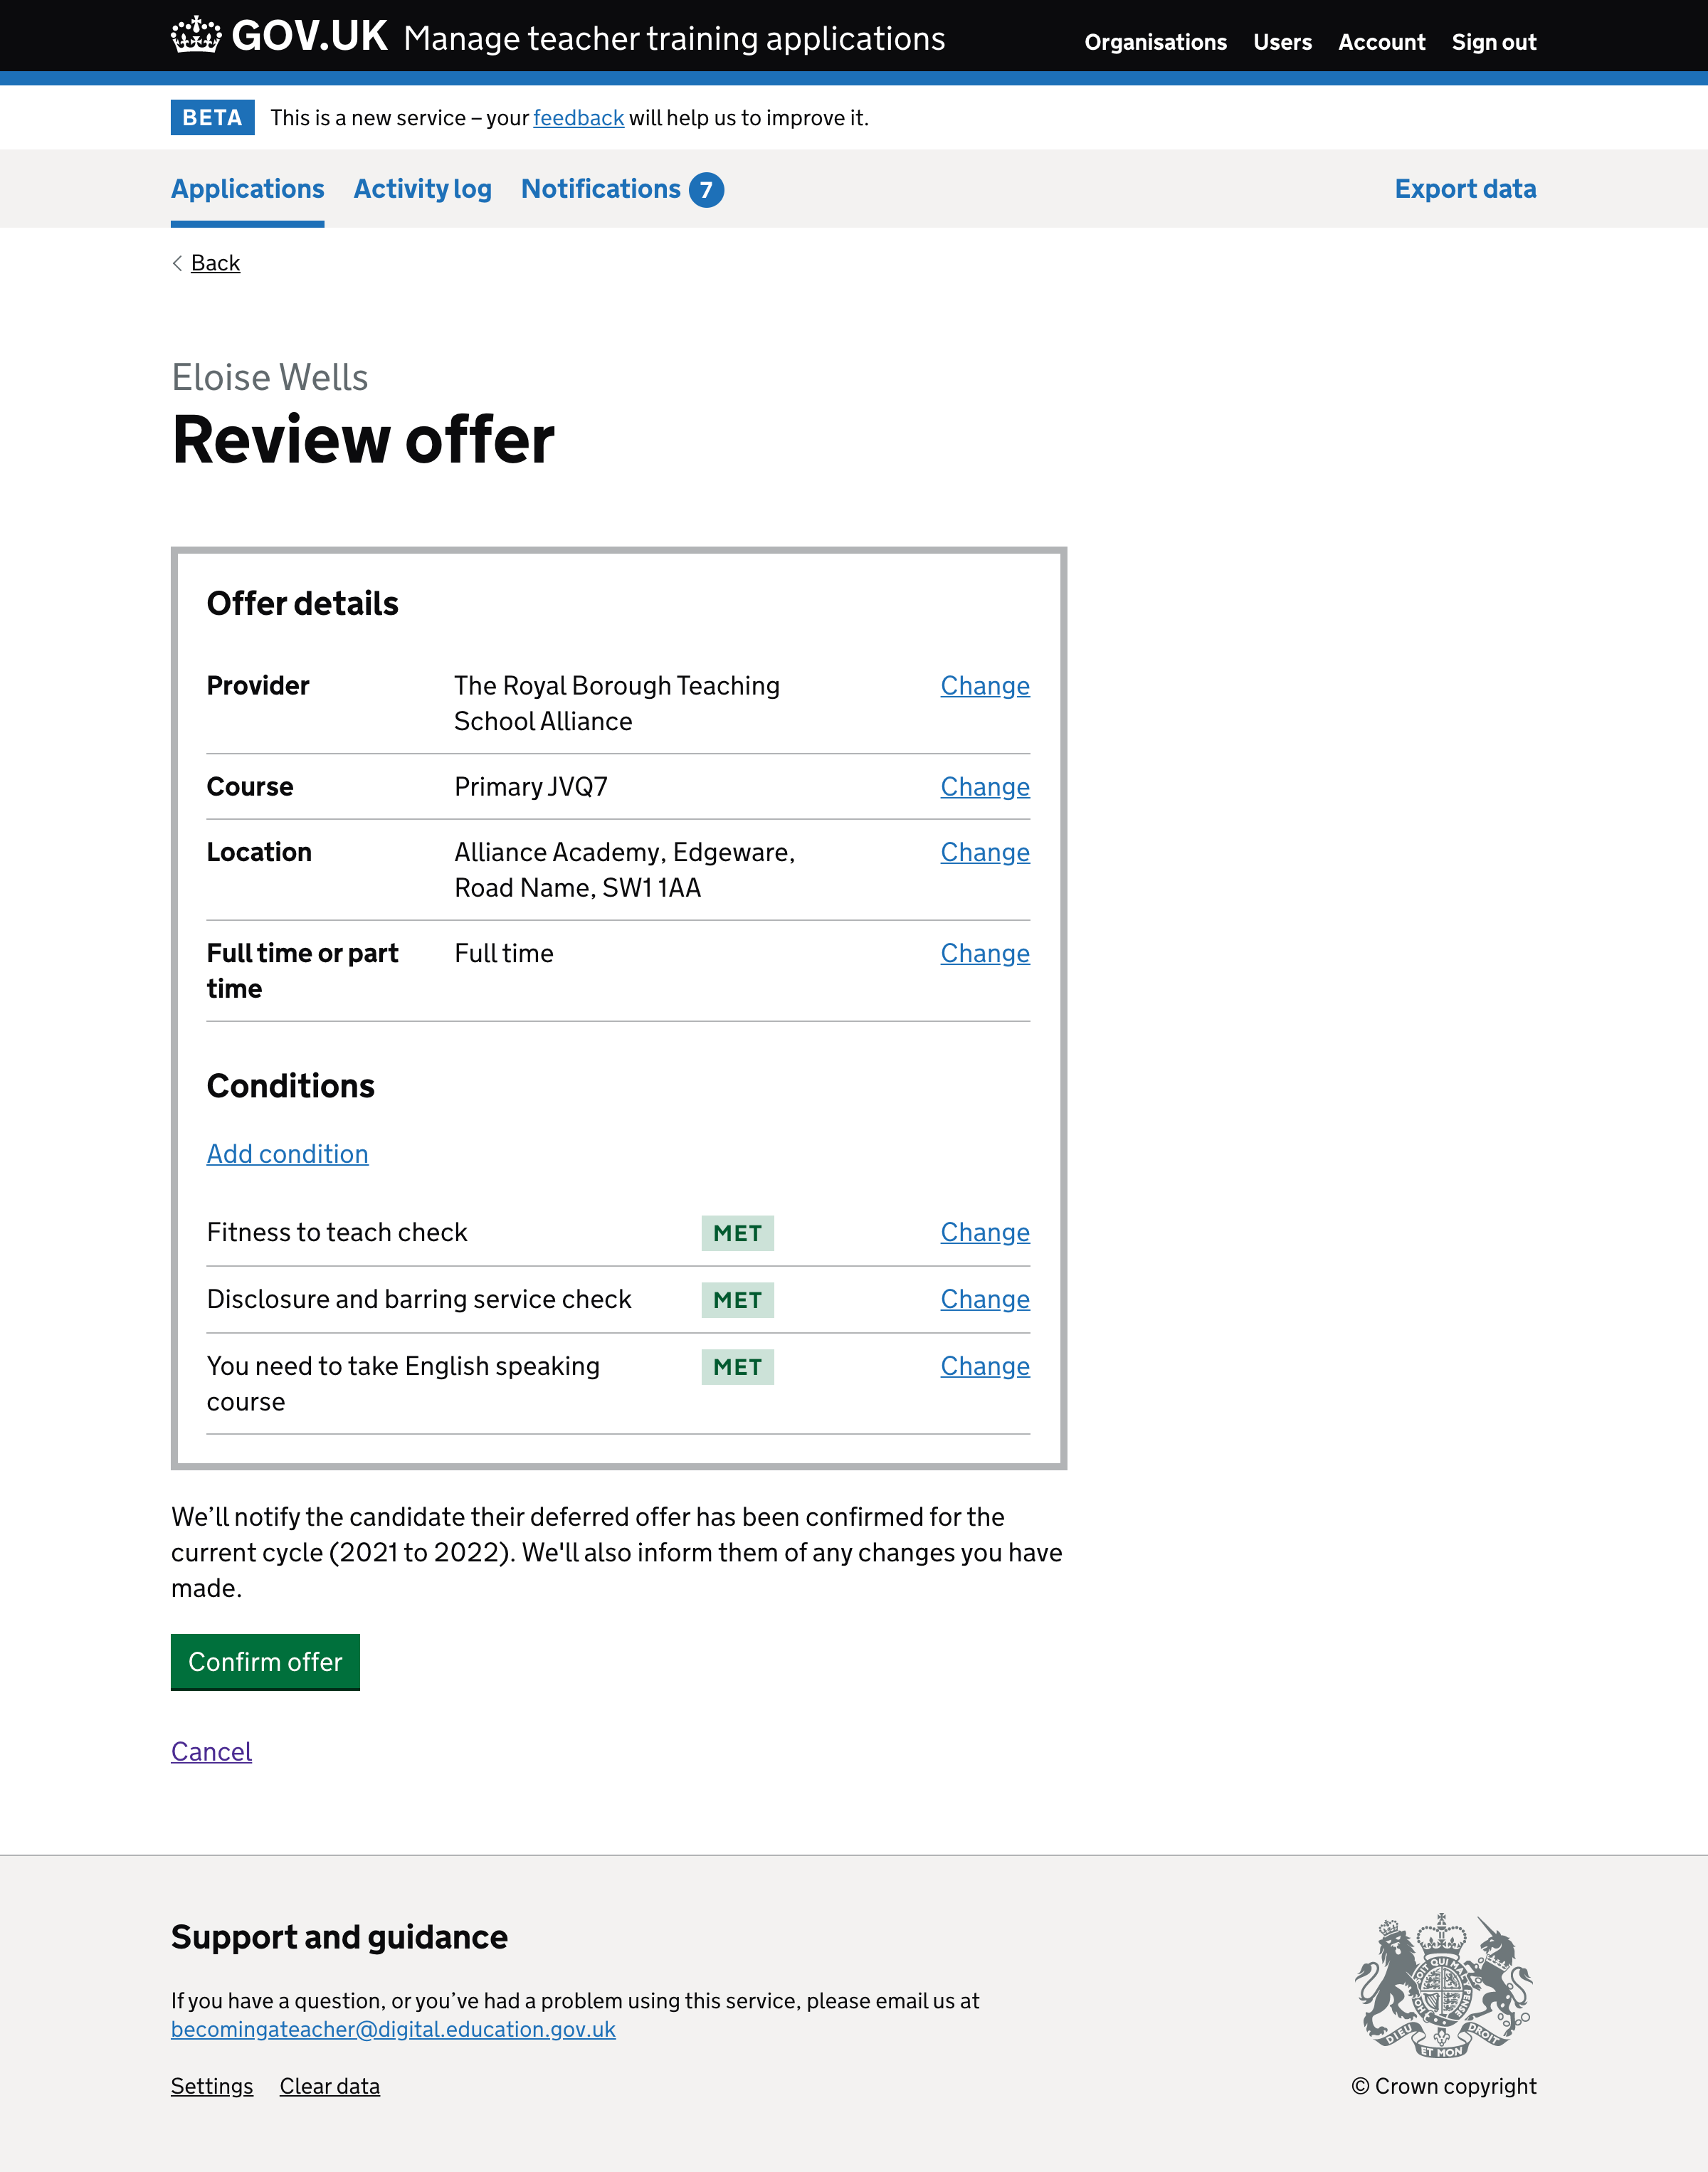 GOV.UK Manage teacher training applications Organisations Users Account Sign out
BETA This is a new service – your feedback will help us to improve it.
Applications Activity log Notifications 7 Export data
Back
Eloise Wells
Review offer
Offer details
Provider The Royal Borough Teaching Change
School Alliance
Course Primary JVQ7 Change
Location Alliance Academy, Edgeware, Change
Road Name, SW1 1AA
Full time or part Full time Change
time
Conditions
Add condition
Fitness to teach check MET Change
Disclosure and barring service check MET Change
You need to take English speaking MET Change
course
We’ll notify the candidate their deferred offer has been confirmed for the
current cycle (2021 to 2022). We'll also inform them of any changes you have
made.
Confirm offer
Cancel
Support and guidance
If you have a question, or you’ve had a problem using this service, please email us at
becomingateacher@digital.education.gov.uk
Settings Clear data
DIEU ET MON DROIT
© Crown copyright